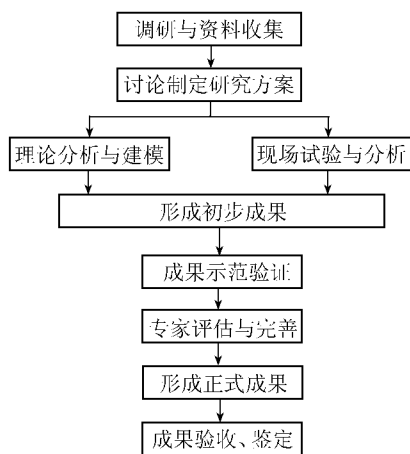 调研与资料收集
讨论制定研究方案
理论分析与建模
现场试验与分析
形成初步成果
成果示范验证
专家评估与完善
形成正式成果
成果验收、鉴定